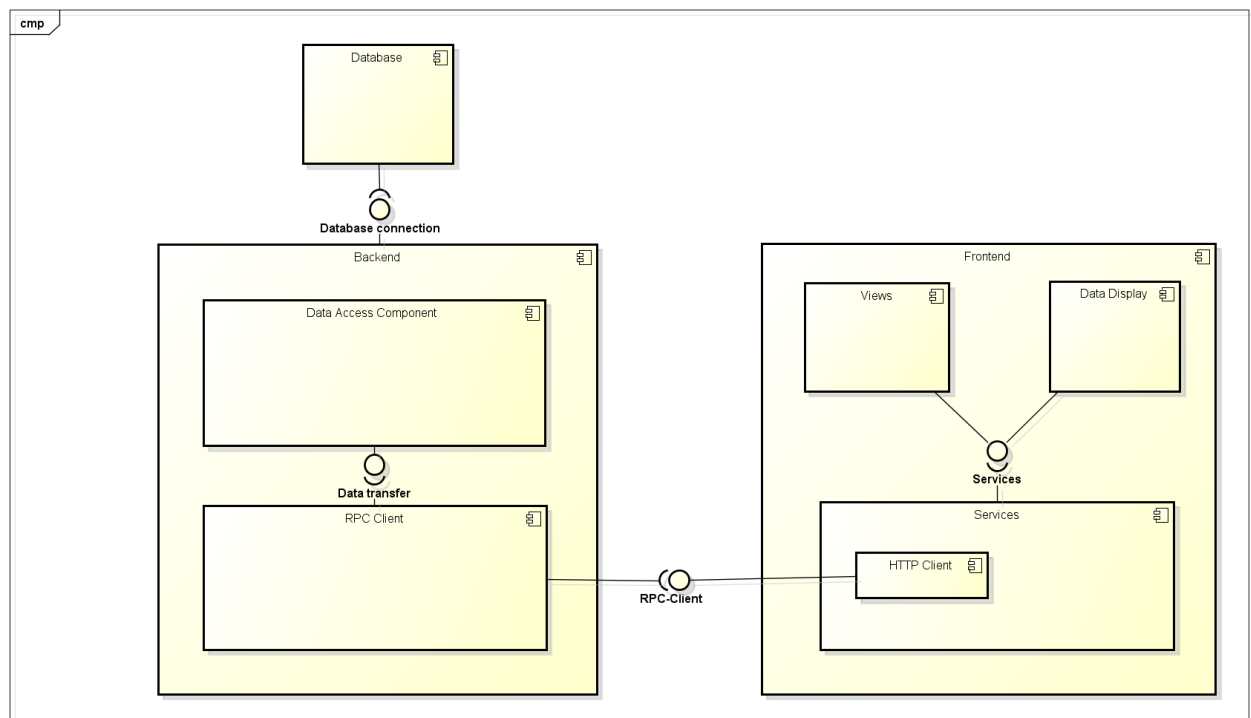 cmp
Database
Database connection
Backend
Data Access Component
Data transfer
RPC Client
RPC-Client
Frontend
Views
Data Display
Services
Services
HTTP Client